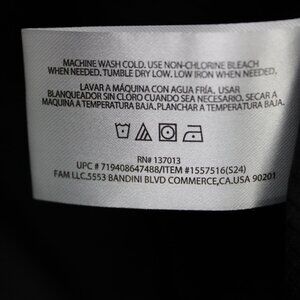 MACHINE WASH COLD. USE NON-CHLORINE BLEACH
WHEN NEEDED. TUMBLE DRY LOW. LOW IRON WHEN NEEDED.
LAVAR A MÁQUINA CON AGUA FRÍA, USAR
BLANQUEADOR SIN CLORO CUANDO SEA NECESARIO. SECAR A
MAQUINA A TEMPERATURA BAJA. PLANCHAR A TEMPERATURA BAJA.
RN# 137013
UPC # 719408647488/ITEM #1557516(S24)
FAM LLC.5553 BANDINI BLVD COMMERCE,CA.USA 90201